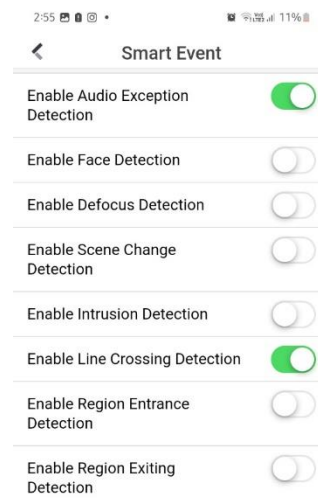 2:55
11%
Smart Event
Enable Audio Exception
Detection
Enable Face Detection
Enable Defocus Detection
Enable Scene Change
Detection
Enable Intrusion Detection
Enable Line Crossing Detection
Enable Region Entrance
Detection
Enable Region Exiting
Detection